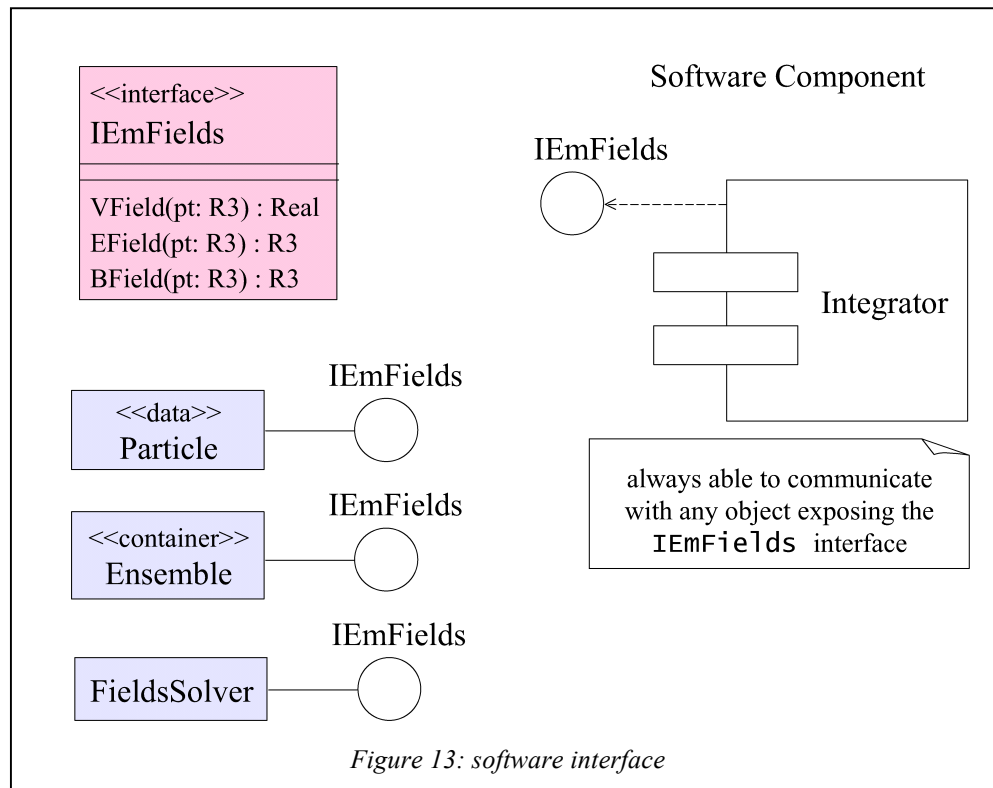 <<interface>>
IEmFields
VField(pt: R3) : Real
EField(pt: R3) : R3
BField(pt: R3) : R3
Software Component
IEmFields
Integrator
IEmFields
<<data>>
Particle
IEmFields
<<container>>
Ensemble
IEmFields
FieldsSolver
always able to communicate
with any object exposing the
IEmFields interface
Figure 13: software interface